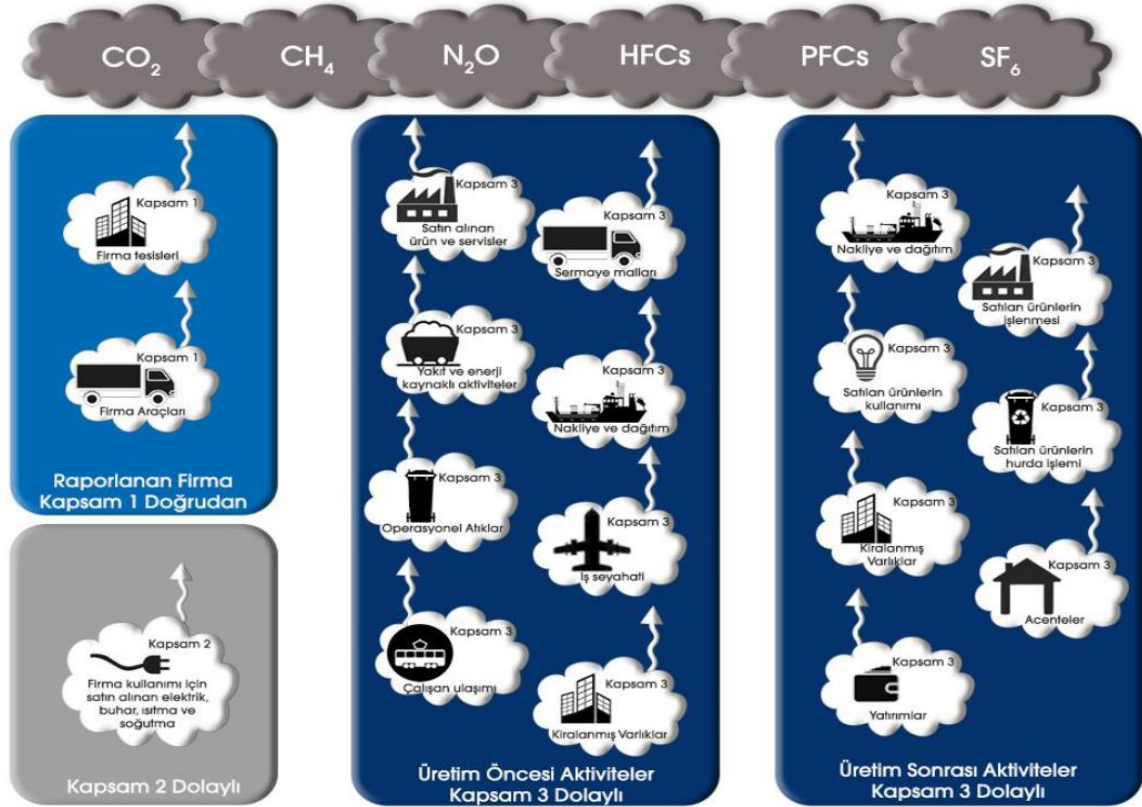 CO2
CH4
N2O
HFCs
PFCs
SF6
Kapsam 1
Firma tesisleri
Kapsam 1
Firma Araçları
Raporlanan Firma
Kapsam 1 Doğrudan
Kapsam 2
Firma kullanımı için
satın alınan elektrik,
buhar, ısıtma ve
soğutma
Kapsam 2 Dolaylı
Kapsam 3
Satın alınan
ürün ve servisler
Kapsam 3
Sermaye malları
Kapsam 3
Yakıt ve enerji
kaynaklı aktiviteler
Kapsam 3
Nakliye ve dağıtım
Kapsam 3
Operasyonel Atıklar
Kapsam 3
İş seyahati
Kapsam 3
Çalışan ulaşımı
Kapsam 3
Kiralanmış Varlıklar
Üretim Öncesi Aktiviteler
Kapsam 3 Dolaylı
Kapsam 3
Nakliye ve dağıtım
Kapsam 3
Satılan ürünlerin
işlenmesi
Kapsam 3
Satılan ürünlerin
kullanımı
Kapsam 3
Satılan ürünlerin
hurda işlemi
Kapsam 3
Kiralanmış
Varlıklar
Kapsam 3
Acenteler
Kapsam 3
Yatırımlar
Üretim Sonrası Aktiviteler
Kapsam 3 Dolaylı